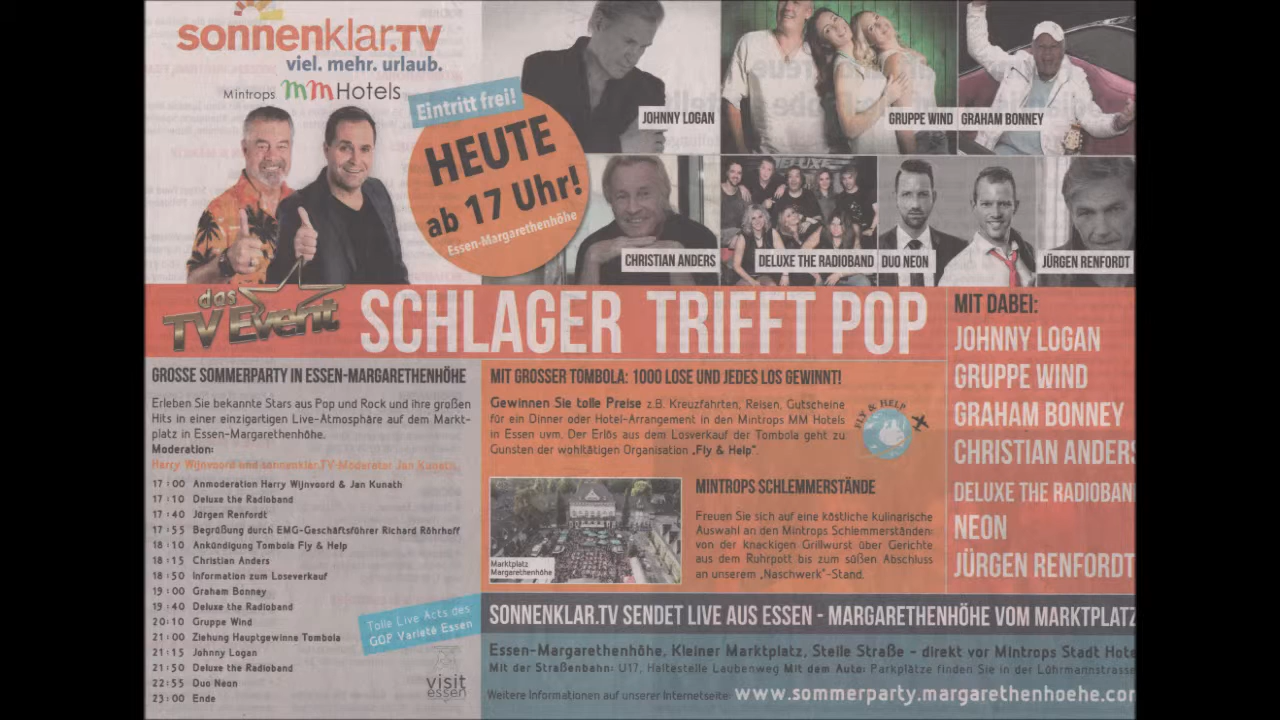 sonnenklar.TV
viel. mehr. urlaub.
Mintrops MM Hotels
Eintritt frei!
HEUTE
ab 17 Uhr!
Essen-Margarethenhöhe
JOHNNY LOGAN
GRUPPE WIND
GRAHAM BONNEY
CHRISTIAN ANDERS
DELUXE
DELUXE THE RADIOBAND
DUO NEON
JÜRGEN RENFORDT
das
TV Event
SCHLAGER TRIFFT POP
MIT DABEI:
JOHNNY LOGAN
GRUPPE WIND
GRAHAM BONNEY
CHRISTIAN ANDERS
DELUXE THE RADIOBAN
NEON
JÜRGEN RENFORDT
GROSSE SOMMERPARTY IN ESSEN-MARGARETHENHÖHE
Erleben Sie bekannte Stars aus Pop und Rock und ihre großen
Hits in einer einzigartigen Live-Atmosphäre auf dem Markt-
platz in Essen-Margarethenhöhe.
Moderation:
Harry Wijnvoord und sonnenklar.TV-Moderator Jan Kunath
17:00 Anmoderation Harry Wijnvoord & Jan Kunath
17:10 Deluxe the Radioband
17:40 Jürgen Renfordt
17:55 Begrüßung durch EMG-Geschäftsführer Richard Röhrhoff
18:10 Ankündigung Tombola Fly & Help
18:15 Christian Anders
18:50 Information zum Loseverkauf
19:00 Graham Bonney
19:40 Deluxe the Radioband
20:10 Gruppe Wind
21:00 Ziehung Hauptgewinne Tombola
21:15 Johnny Logan
21:50 Deluxe the Radioband
22:55 Duo Neon
23:00 Ende
Tolle Live Acts des
GOP Varieté Essen
visit
essen
MIT GROSSER TOMBOLA: 1000 LOSE UND JEDES LOS GEWINNT!
Gewinnen Sie tolle Preise z.B. Kreuzfahrten, Reisen, Gutscheine
für ein Dinner oder Hotel-Arrangement in den Mintrops MM Hotels
in Essen uvm. Der Erlös aus dem Losverkauf der Tombola geht zu
Gunsten der wohltätigen Organisation „Fly & Help".
FLY & HELP
Marktplatz
Margarethenhöhe
MINTROPS SCHLEMMERSTÄNDE
Freuen Sie sich auf eine köstliche kulinarische
Auswahl an den Mintrops Schlemmerständen:
von der knackigen Grillwurst über Gerichte
aus dem Ruhrpott bis zum süßen Abschluss
an unserem „Naschwerk"-Stand.
SONNENKLAR.TV SENDET LIVE AUS ESSEN - MARGARETHENHÖHE VOM MARKTPLATZ
Essen-Margarethenhöhe, Kleiner Marktplatz, Steile Straße - direkt vor Mintrops Stadt Hote
Mit der Straßenbahn: U17, Haltestelle Laubenweg Mit dem Auto: Parkplätze finden Sie in der Lührmannstrasse
Weitere Informationen auf unserer Internetseite: www.sommerparty.margarethenhoehe.com